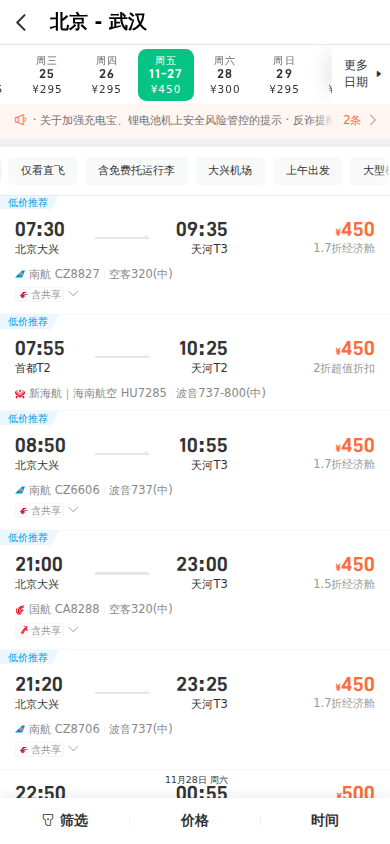 北京 - 武汉
周三 周四 周五 周六 周日 更多
25 26 11-27 28 29 日期
¥295 ¥295 ¥450 ¥300 ¥295
· 关于加强充电宝、锂电池机上安全风险管控的提示 · 反诈提 2条
仅看直飞 含免费托运行李 大兴机场 上午出发 大型
低价推荐
07:30 09:35 ¥450
北京大兴 天河T3 1.7折经济舱
南航 CZ8827 空客320(中)
含共享
低价推荐
07:55 10:25 ¥450
首都T2 天河T2 2折超值折扣
新海航｜海南航空 HU7285 波音737-800(中)
低价推荐
08:50 10:55 ¥450
北京大兴 天河T3 1.7折经济舱
南航 CZ6606 波音737(中)
含共享
低价推荐
21:00 23:00 ¥450
北京大兴 天河T3 1.5折经济舱
国航 CA8288 空客320(中)
含共享
低价推荐
21:20 23:25 ¥450
北京大兴 天河T3 1.7折经济舱
南航 CZ8706 波音737(中)
含共享
11月28日 周六
22:50 00:55 ¥500
筛选 价格 时间